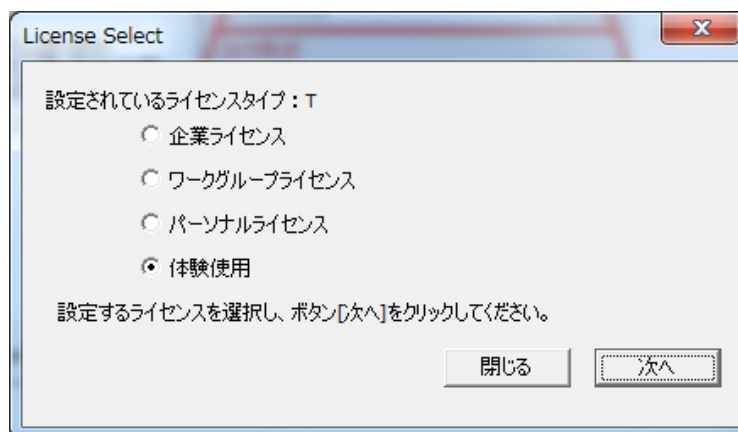 License Select
設定されているライセンスタイプ：T
企業ライセンス
ワークグループライセンス
パーソナルライセンス
体験使用
設定するライセンスを選択し、ボタン[次へ]をクリックしてください。
閉じる
次へ